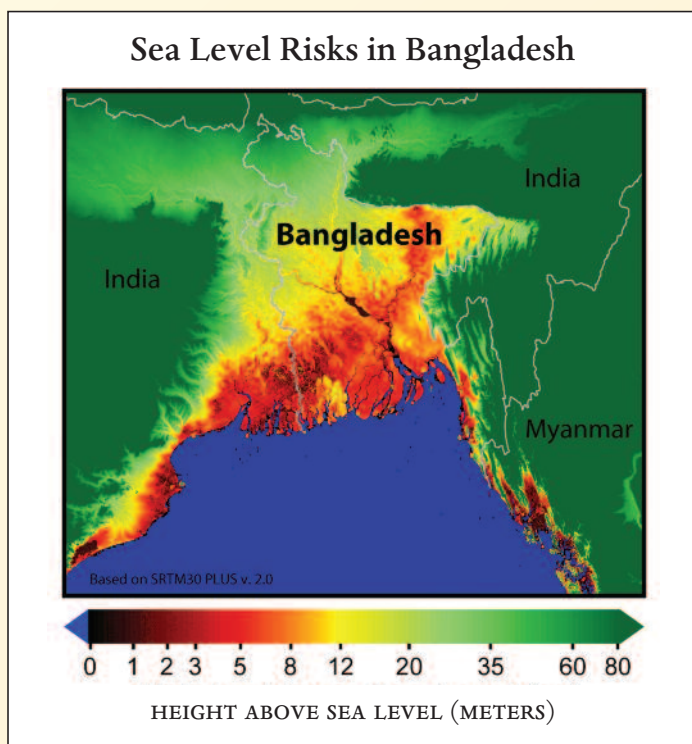 Sea Level Risks in Bangladesh
India
Bangladesh
India
Myanmar
Based on SRTM30 PLUS v. 2.0
0 1 2 3 5 8 12 20 35 60 80
HEIGHT ABOVE SEA LEVEL (METERS)